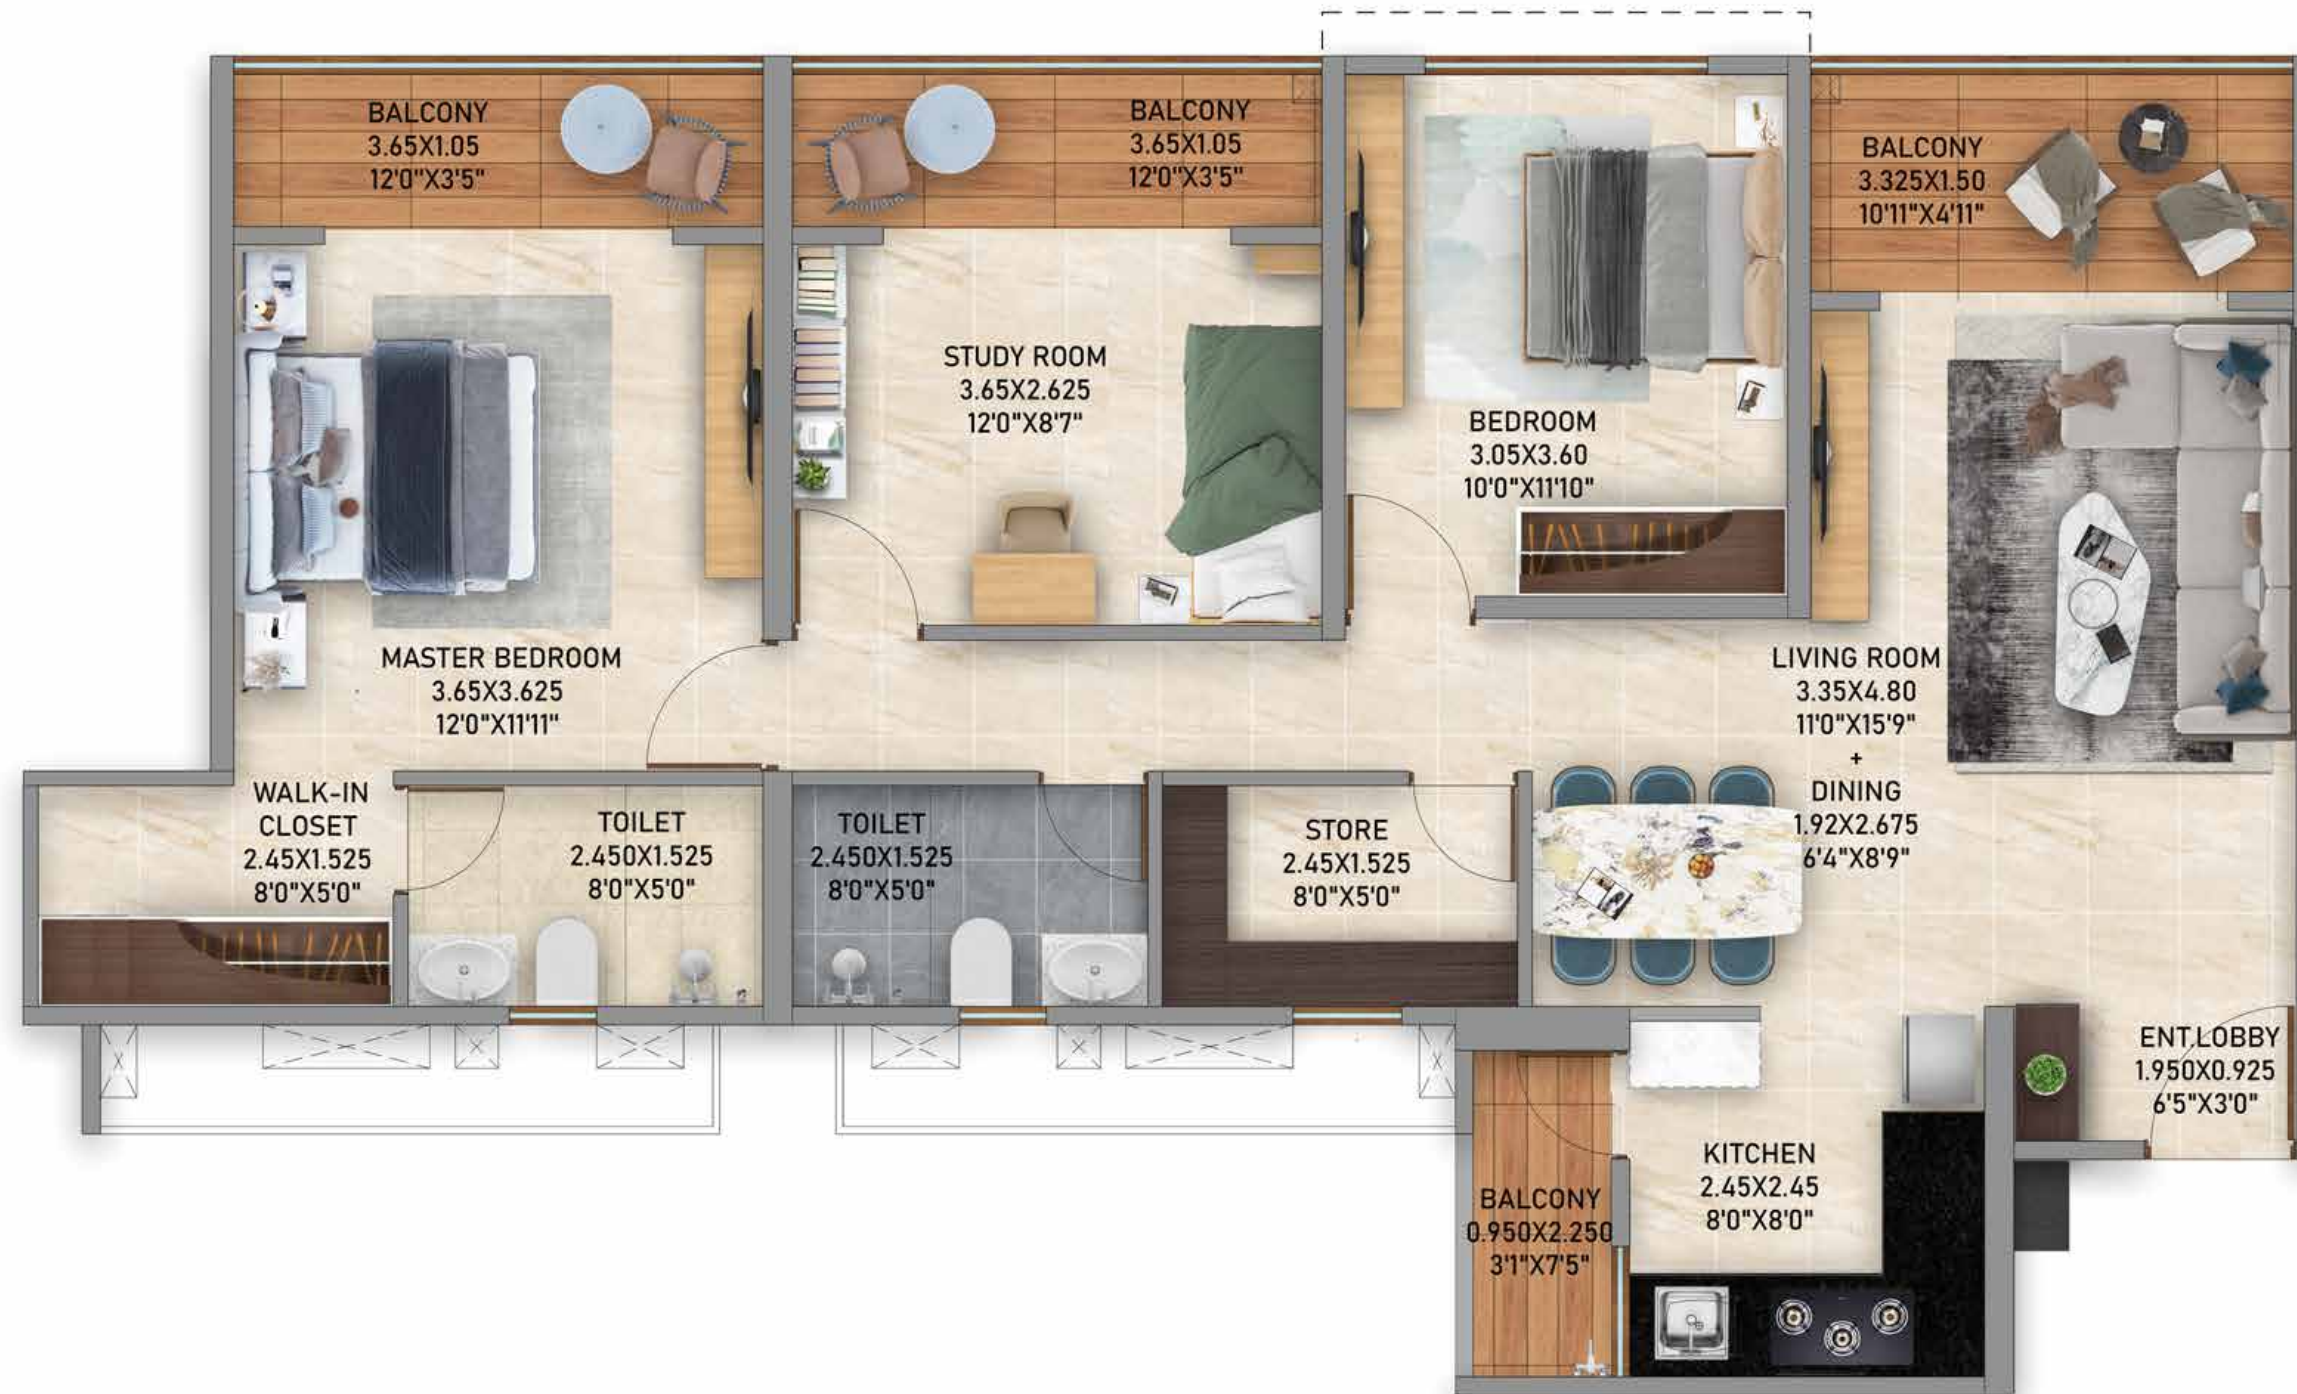 BALCONY
3.65X1.05
12'0"X3'5"
BALCONY
3.65X1.05
12'0"X3'5"
BALCONY
3.325X1.50
10'11"X4'11"
STUDY ROOM
3.65X2.625
12'0"X8'7"
BEDROOM
3.05X3.60
10'0"X11'10"
MASTER BEDROOM
3.65X3.625
12'0"X11'11"
LIVING ROOM
3.35X4.80
11'0"X15'9"
+
DINING
1.92X2.675
6'4"X8'9"
WALK-IN
CLOSET
2.45X1.525
8'0"X5'0"
TOILET
2.450X1.525
8'0"X5'0"
TOILET
2.450X1.525
8'0"X5'0"
STORE
2.45X1.525
8'0"X5'0"
ENT.LOBBY
1.950X0.925
6'5"X3'0"
KITCHEN
2.45X2.45
8'0"X8'0"
BALCONY
0.950X2.250
3'1"X7'5"